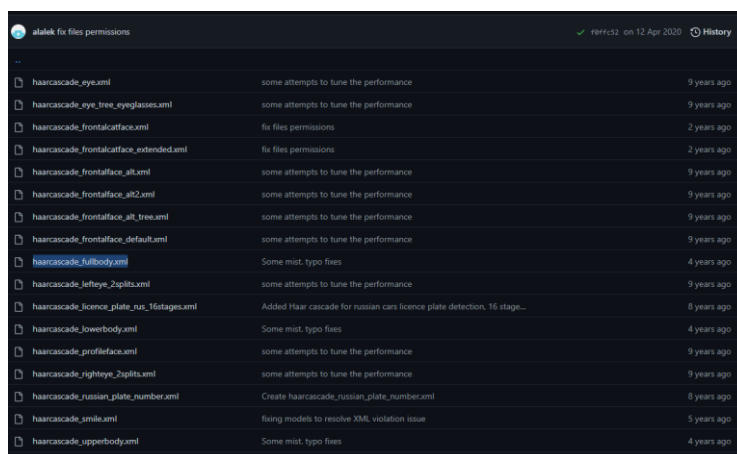 alalek fix files permissions f0ffc52 on 12 Apr 2020 History
..
haarcascade_eye.xml some attempts to tune the performance 9 years ago
haarcascade_eye_tree_eyeglasses.xml some attempts to tune the performance 9 years ago
haarcascade_frontalcatface.xml fix files permissions 2 years ago
haarcascade_frontalcatface_extended.xml fix files permissions 2 years ago
haarcascade_frontalface_alt.xml some attempts to tune the performance 9 years ago
haarcascade_frontalface_alt2.xml some attempts to tune the performance 9 years ago
haarcascade_frontalface_alt_tree.xml some attempts to tune the performance 9 years ago
haarcascade_frontalface_default.xml some attempts to tune the performance 9 years ago
haarcascade_fullbody.xml Some mist. typo fixes 4 years ago
haarcascade_lefteye_2splits.xml some attempts to tune the performance 9 years ago
haarcascade_licence_plate_rus_16stages.xml Added Haar cascade for russian cars licence plate detection, 16 stage... 8 years ago
haarcascade_lowerbody.xml Some mist. typo fixes 4 years ago
haarcascade_profileface.xml some attempts to tune the performance 9 years ago
haarcascade_righteye_2splits.xml some attempts to tune the performance 9 years ago
haarcascade_russian_plate_number.xml Create haarcascade_russian_plate_number.xml 8 years ago
haarcascade_smile.xml fixing models to resolve XML violation issue 5 years ago
haarcascade_upperbody.xml Some mist. typo fixes 4 years ago